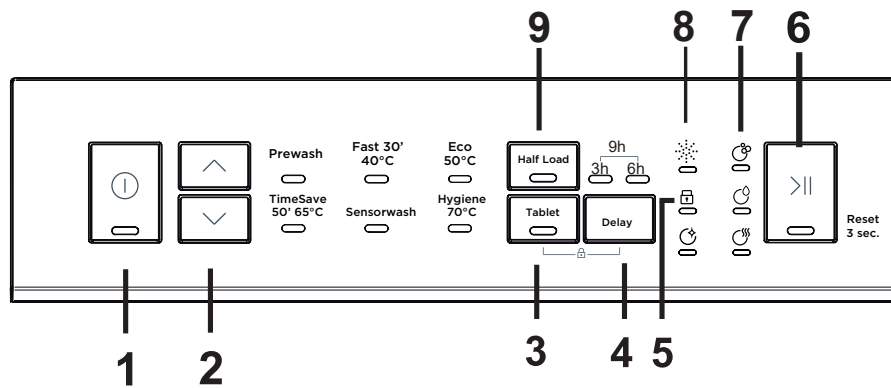 9
8
7
6
Prewash
Fast 30'
40°C
Eco
50°C
Half Load
9h
3h 6h
TimeSave
50' 65°C
Sensorwash
Hygiene
70°C
Tablet
Delay
Reset
3 sec.
1
2
3
4
5